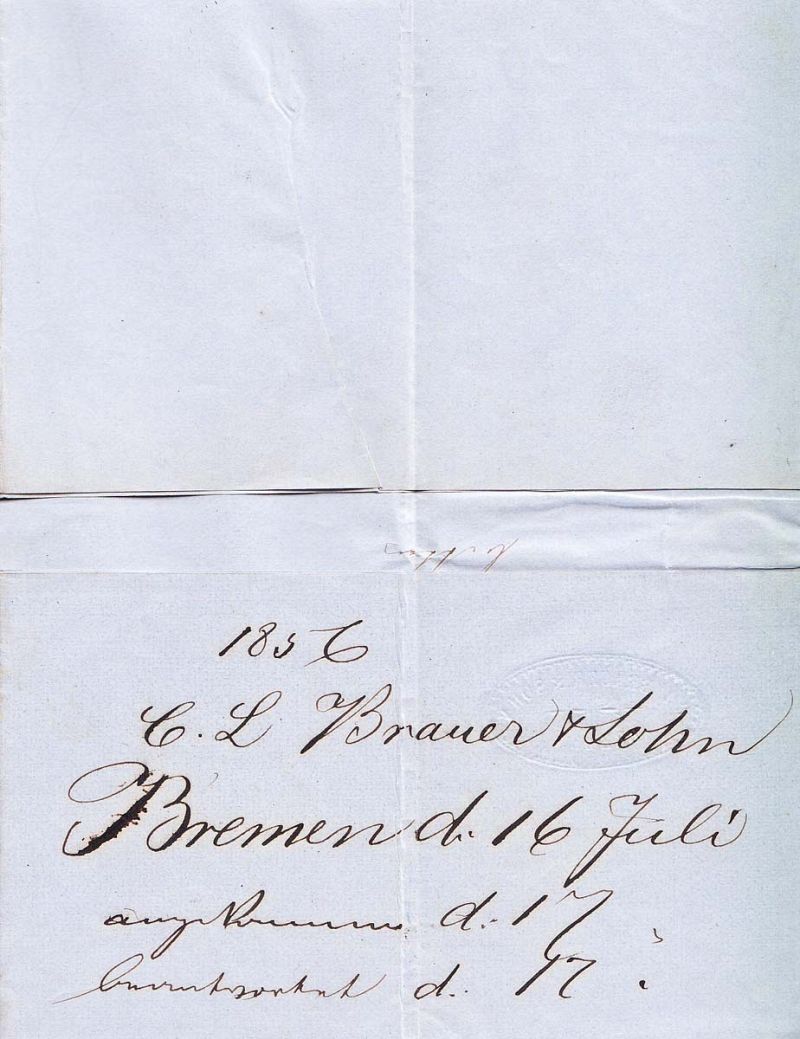 1856
C. L Brauer & Sohn
Bremen d. 16 Juli
angekommen d. 17 "
beantwortet d. 17 "